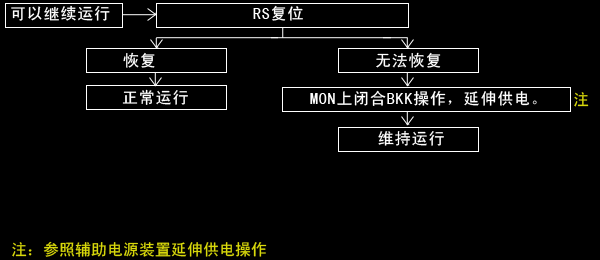 可以继续运行
RS复位
恢复
无法恢复
正常运行
MON上闭合BKK操作，延伸供电。
注
维持运行
注：参照辅助电源装置延伸供电操作